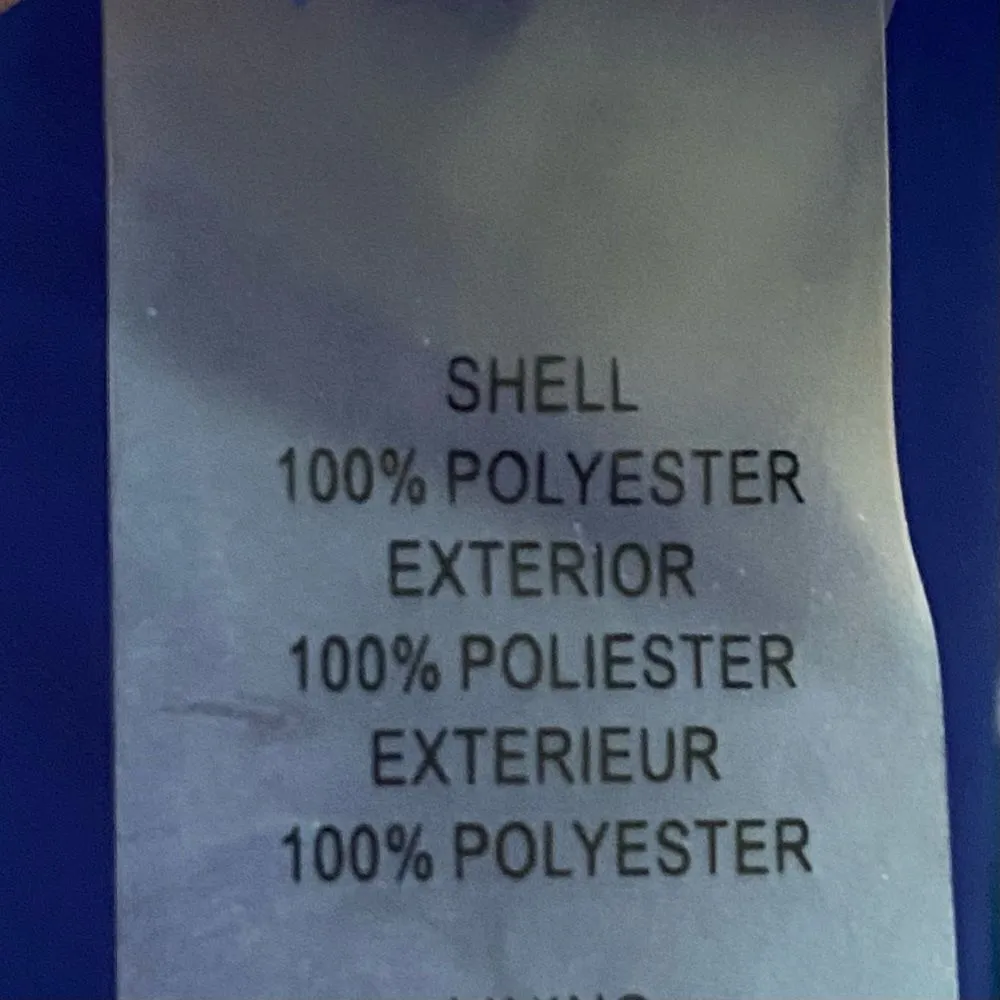 SHELL
100% POLYESTER
EXTERIOR
100% POLIESTER
EXTERIEUR
100% POLYESTER